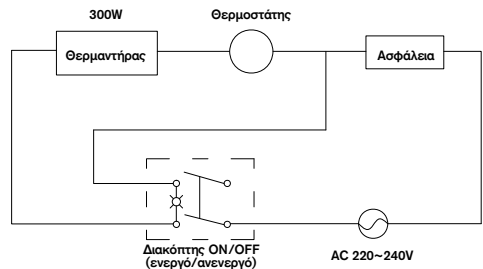 300W
Θερμοστάτης
Θερμαντήρας
Ασφάλεια
Διακόπτης ON/OFF
(ενεργό/ανενεργό)
AC 220~240V